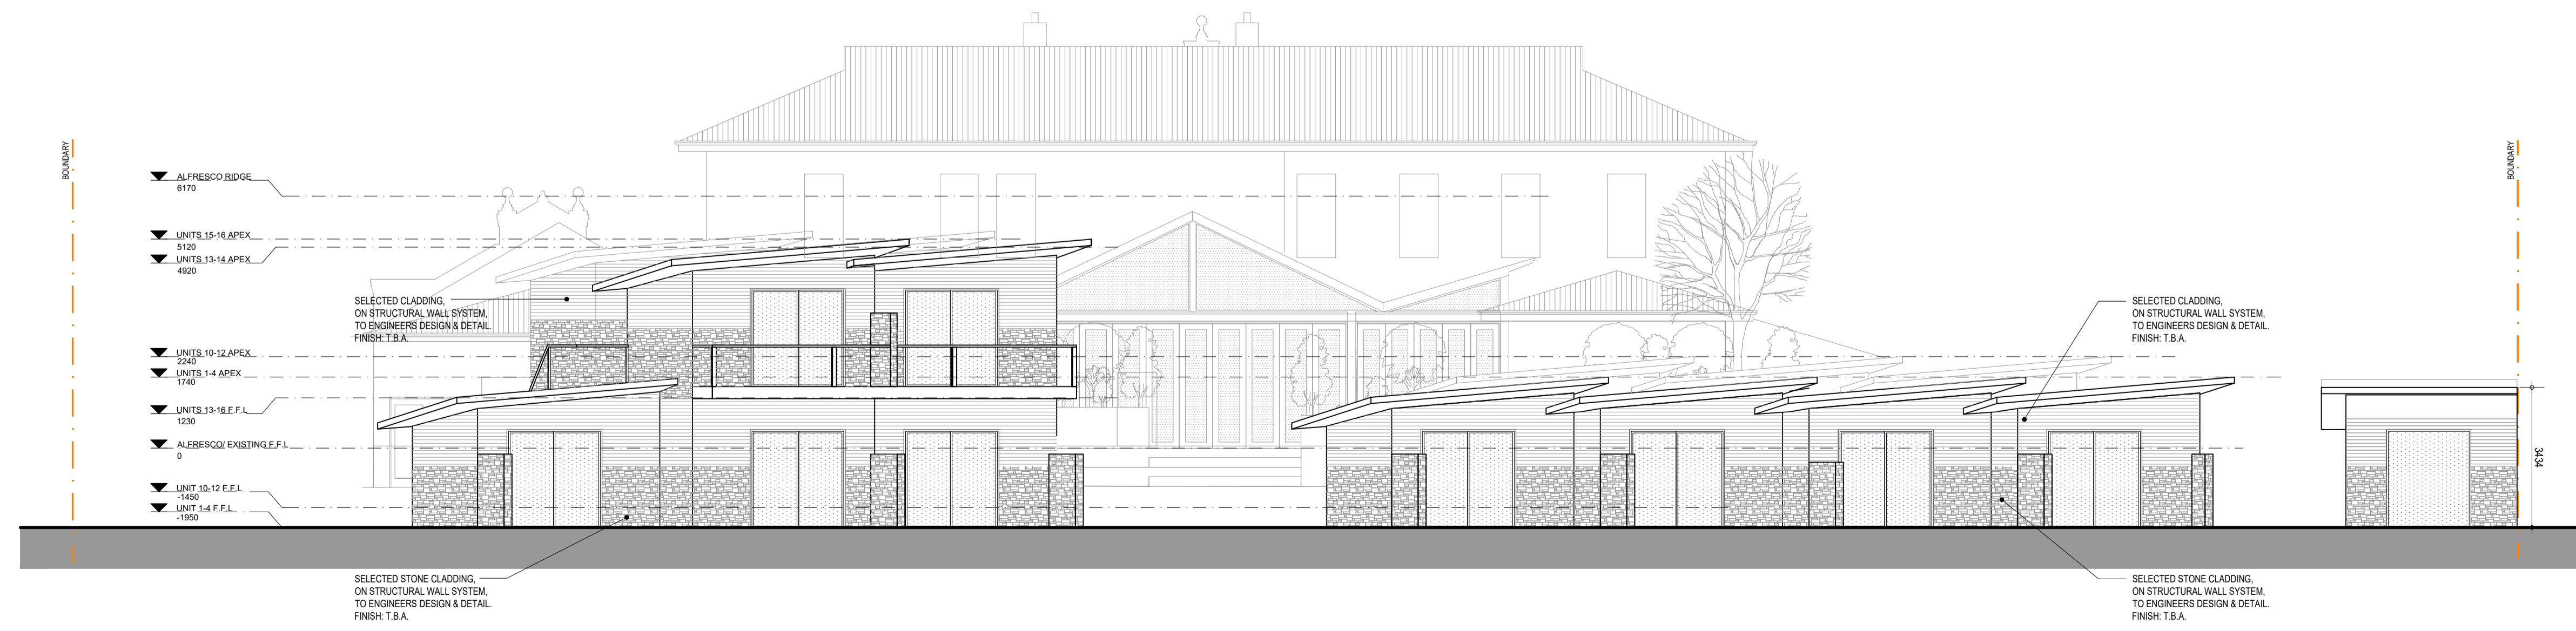 BOUNDARY
BOUNDARY
ALFRESCO RIDGE
6170
UNITS 15-16 APEX
5120
UNITS 13-14 APEX
4920
SELECTED CLADDING,
ON STRUCTURAL WALL SYSTEM,
TO ENGINEERS DESIGN & DETAIL.
FINISH: T.B.A.
SELECTED CLADDING,
ON STRUCTURAL WALL SYSTEM,
TO ENGINEERS DESIGN & DETAIL.
FINISH: T.B.A.
UNITS 10-12 APEX
2240
UNITS 1-4 APEX
1740
UNITS 13-16 F.F.L
1230
ALFRESCO/ EXISTING F.F.L
0
UNIT 10-12 F.F.L
-1450
UNIT 1-4 F.F.L
-1950
3434
SELECTED STONE CLADDING,
ON STRUCTURAL WALL SYSTEM,
TO ENGINEERS DESIGN & DETAIL.
FINISH: T.B.A.
SELECTED STONE CLADDING,
ON STRUCTURAL WALL SYSTEM,
TO ENGINEERS DESIGN & DETAIL.
FINISH: T.B.A.